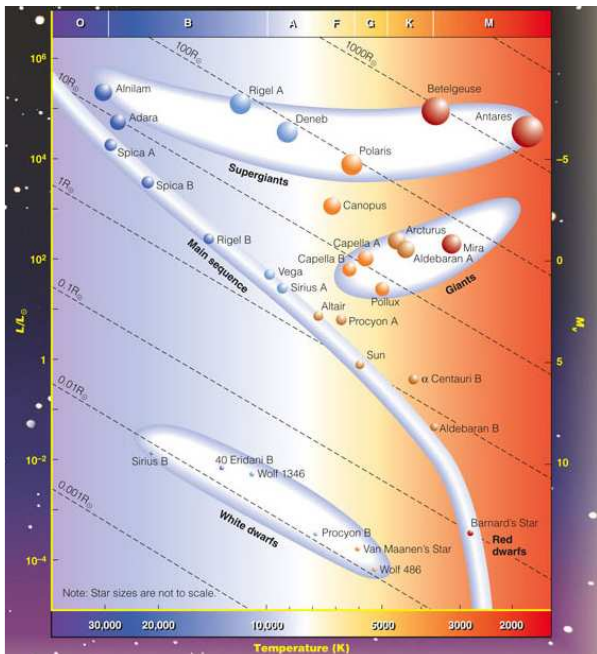 O B A F G K M
100R⊙
1000R⊙
10⁶
10R⊙
Alnilam
Rigel A
Betelgeuse
Adara
Deneb
Antares
Spica A
10⁴
Polaris
-5
Supergiants
1R⊙
Spica B
Canopus
Arcturus
Rigel B
Capella A
Mira
Main sequence
Capella B
Aldebaran A
10²
0
Vega
Giants
0.1R⊙
Sirius A
Pollux
Altair
Procyon A
L/L⊙
Mv
Sun
1
5
0.01R⊙
α Centauri B
Aldebaran B
Sirius B
40 Eridani B
10⁻²
10
Wolf 1346
0.001R⊙
White dwarfs
Procyon B
Barnard's Star
Van Maanen's Star
Red
dwarfs
10⁻⁴
Wolf 486
Note: Star sizes are not to scale.
O B A F G K M
30,000 20,000 10,000 6000 5000 3000 2000
Temperature (K)